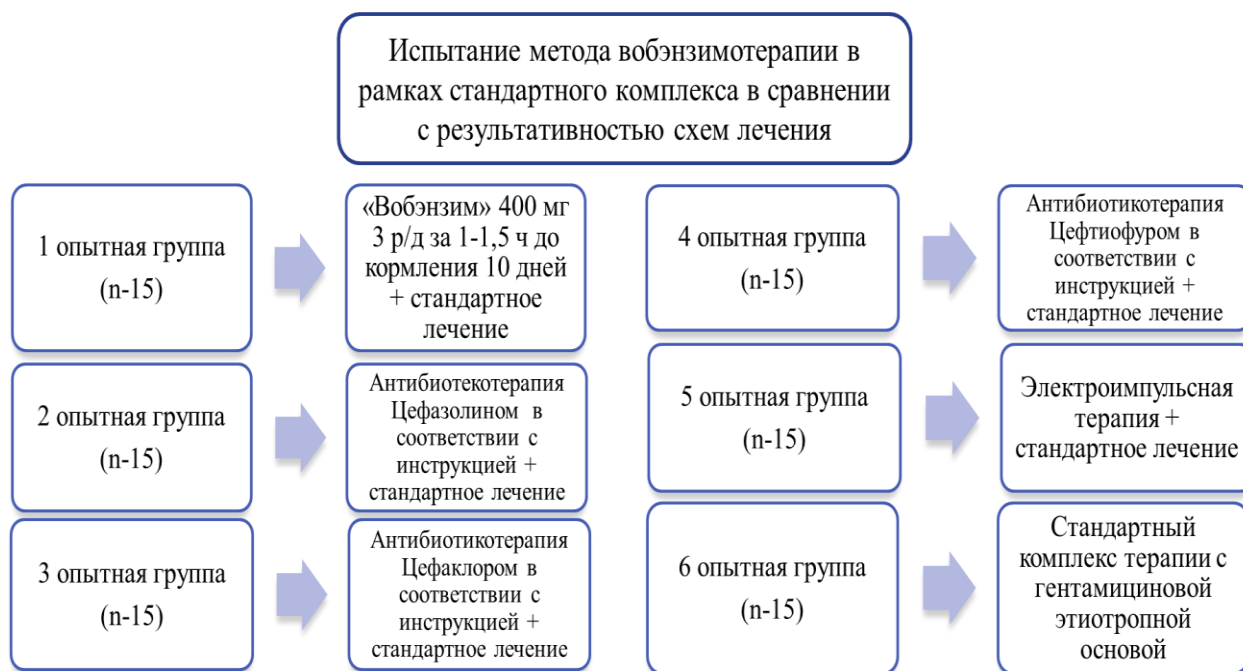 Испытание метода вобэнзимотерапии в
рамках стандартного комплекса в сравнении
с результативностью схем лечения
1 опытная группа
(n-15)
«Вобэнзим» 400 мг
3 р/д за 1-1,5 ч до
кормления 10 дней
+ стандартное
лечение
2 опытная группа
(n-15)
Антибиотекотерапия
Цефазолином в
соответствии с
инструкцией +
стандартное лечение
3 опытная группа
(n-15)
Антибиотикотерапия
Цефаклором в
соответствии с
инструкцией +
стандартное лечение
4 опытная группа
(n-15)
Антибиотикотерапия
Цефтиофуром в
соответствии с
инструкцией +
стандартное лечение
5 опытная группа
(n-15)
Электроимпульсная
терапия +
стандартное лечение
6 опытная группа
(n-15)
Стандартный
комплекс терапии с
гентамициновой
этиотропной
основой